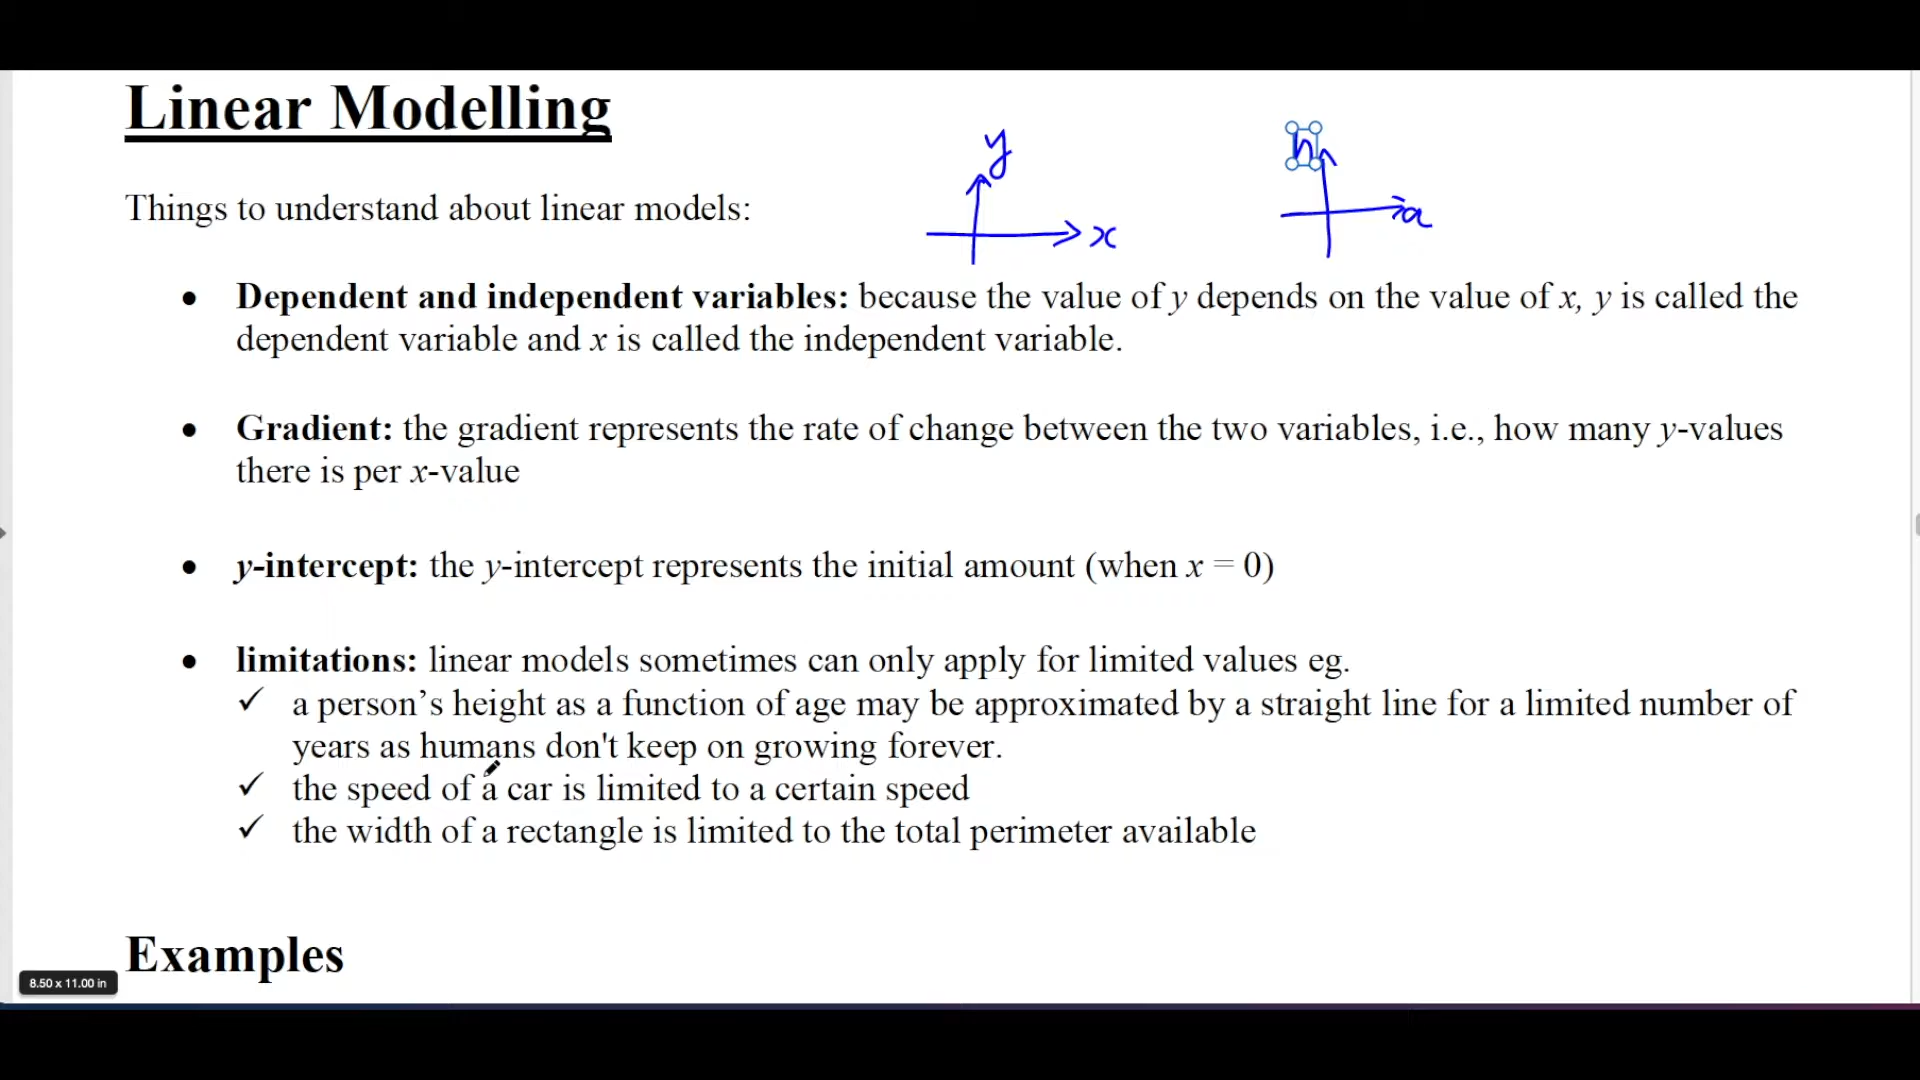 Linear Modelling
y
h
Things to understand about linear models:
x
a
• Dependent and independent variables: because the value of y depends on the value of x, y is called the
dependent variable and x is called the independent variable.
• Gradient: the gradient represents the rate of change between the two variables, i.e., how many y-values
there is per x-value
• y-intercept: the y-intercept represents the initial amount (when x = 0)
• limitations: linear models sometimes can only apply for limited values eg.
✓ a person’s height as a function of age may be approximated by a straight line for a limited number of
years as humans don't keep on growing forever.
✓ the speed of a car is limited to a certain speed
✓ the width of a rectangle is limited to the total perimeter available
Examples
8.50 x 11.00 in